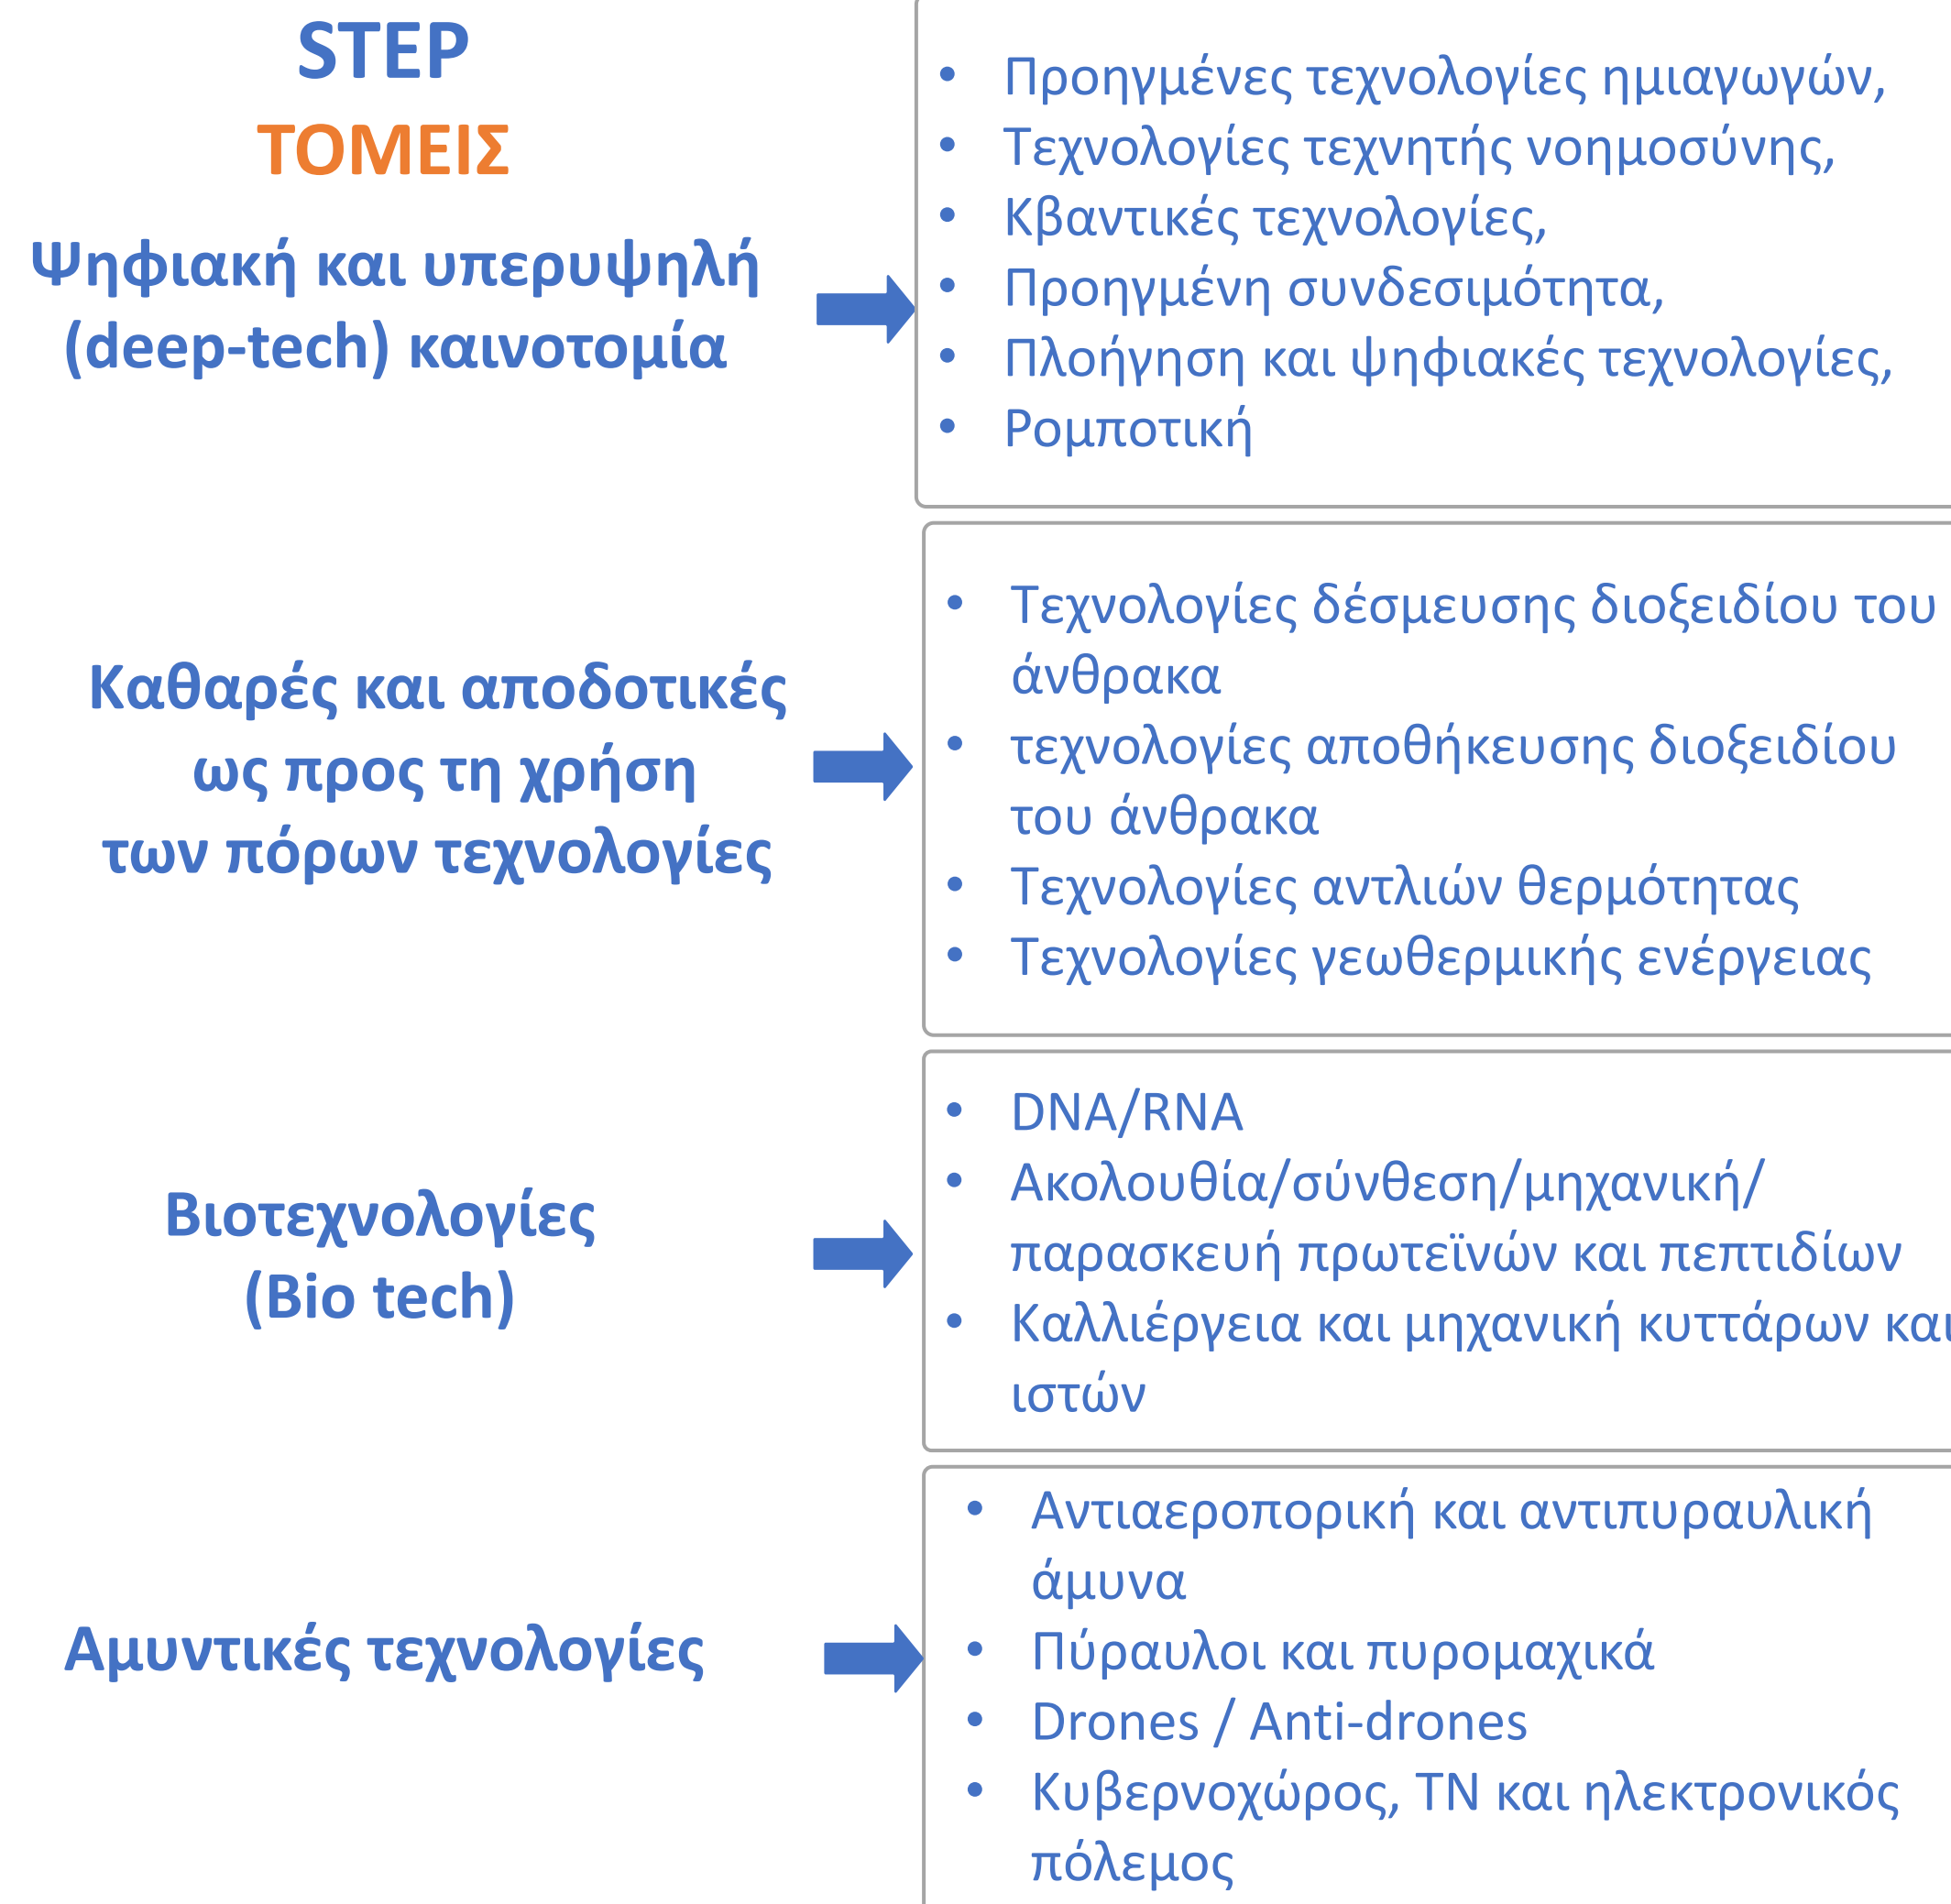 STEP
ΤΟΜΕΙΣ
Ψηφιακή και υπερυψηλή
(deep-tech) καινοτομία
• Προηγμένες τεχνολογίες ημιαγωγών,
• Τεχνολογίες τεχνητής νοημοσύνης,
• Κβαντικές τεχνολογίες,
• Προηγμένη συνδεσιμότητα,
• Πλοήγηση και ψηφιακές τεχνολογίες,
• Ρομποτική
Καθαρές και αποδοτικές
ως προς τη χρήση
των πόρων τεχνολογίες
• Τεχνολογίες δέσμευσης διοξειδίου του
άνθρακα
• τεχνολογίες αποθήκευσης διοξειδίου
του άνθρακα
• Τεχνολογίες αντλιών θερμότητας
• Τεχνολογίες γεωθερμικής ενέργειας
Βιοτεχνολογίες
(Bio tech)
• DNA/RNA
• Ακολουθία/σύνθεση/μηχανική/
παρασκευή πρωτεϊνών και πεπτιδίων
• Καλλιέργεια και μηχανική κυττάρων και
ιστών
Αμυντικές τεχνολογίες
• Αντιαεροπορική και αντιπυραυλική
άμυνα
• Πύραυλοι και πυρομαχικά
• Drones / Anti-drones
• Κυβερνοχώρος, ΤΝ και ηλεκτρονικός
πόλεμος